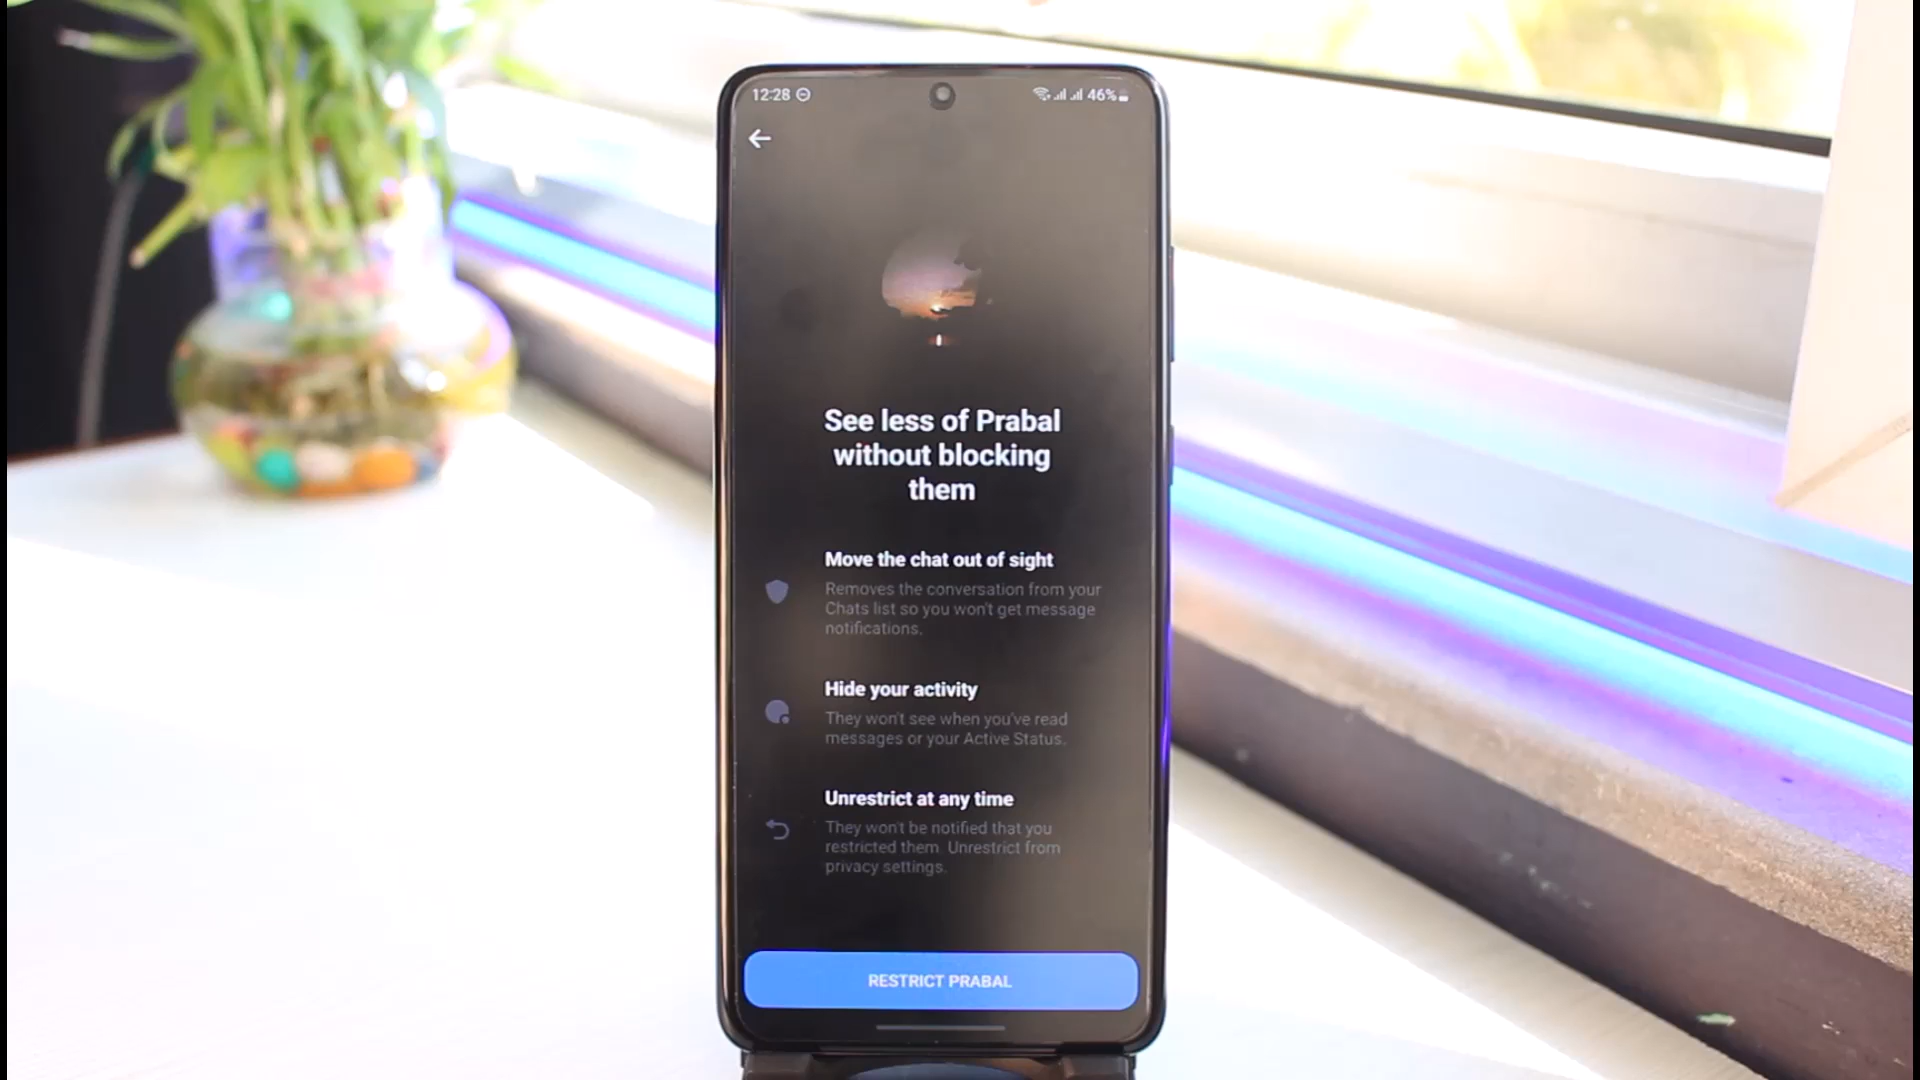 12:28
46%
See less of Prabal
without blocking
them
Move the chat out of sight
Removes the conversation from your
Chats list so you won't get message
notifications.
Hide your activity
They won't see when you've read
messages or your Active Status.
Unrestrict at any time
They won't be notified that you
restricted them. Unrestrict from
privacy settings.
RESTRICT PRABAL